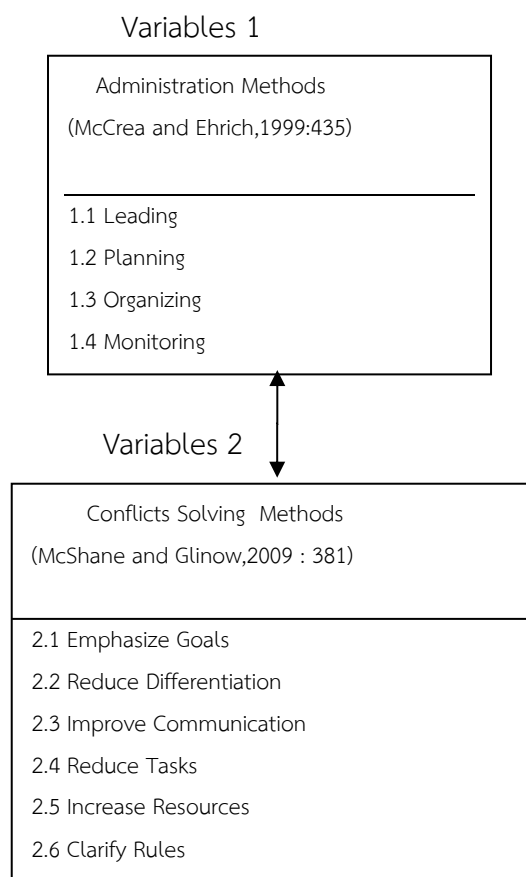 Variables 1
Administration Methods
(McCrea and Ehrich,1999:435)
1.1 Leading
1.2 Planning
1.3 Organizing
1.4 Monitoring
Variables 2
Conflicts Solving  Methods
(McShane and Glinow,2009 : 381)
2.1 Emphasize Goals
2.2 Reduce Differentiation
2.3 Improve Communication
2.4 Reduce Tasks
2.5 Increase Resources
2.6 Clarify Rules